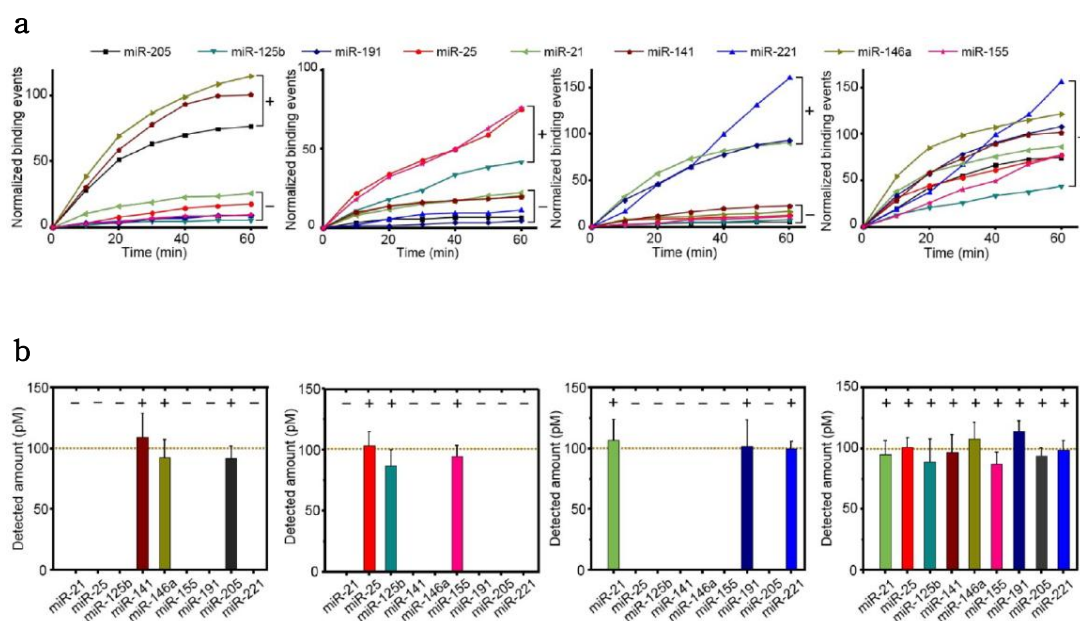 a
miR-205 miR-125b miR-191 miR-25 miR-21 miR-141 miR-221 miR-146a miR-155
Normalized binding events
100
50
0
0 20 40 60
Time (min)
+
−
Normalized binding events
100
50
0
0 20 40 60
Time (min)
+
−
Normalized binding events
150
100
50
0
0 20 40 60
Time (min)
+
−
Normalized binding events
150
100
50
0
0 20 40 60
Time (min)
b
Detected amount (pM)
150
100
50
0
− − − + + − − + −
miR-21 miR-25 miR-125b miR-141 miR-146a miR-155 miR-191 miR-205 miR-221
Detected amount (pM)
150
100
50
0
− + + − − + − − −
miR-21 miR-25 miR-125b miR-141 miR-146a miR-155 miR-191 miR-205 miR-221
Detected amount (pM)
150
100
50
0
+ − − − − − + − +
miR-21 miR-25 miR-125b miR-141 miR-146a miR-155 miR-191 miR-205 miR-221
Detected amount (pM)
150
100
50
0
+ + + + + + + + +
miR-21 miR-25 miR-125b miR-141 miR-146a miR-155 miR-191 miR-205 miR-221